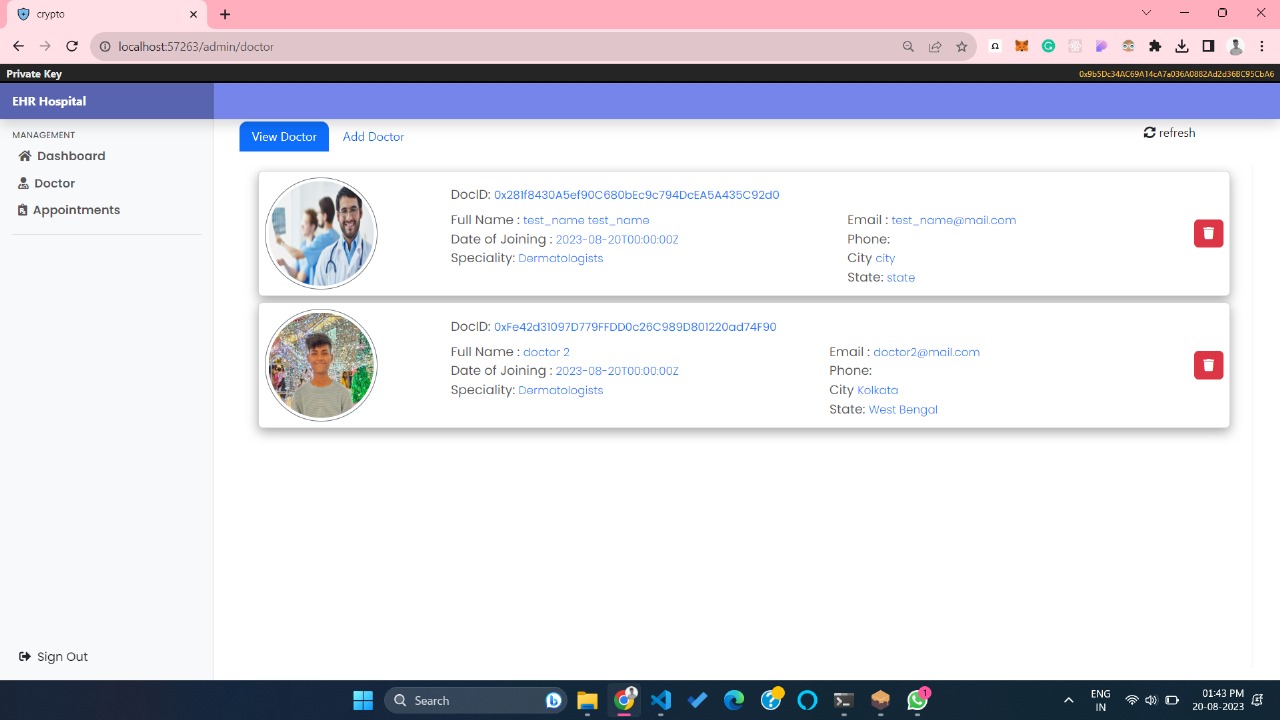 crypto
localhost:57263/admin/doctor
Private Key
0x9b5Dc34AC69A14cA7a036A0882Ad2d36BC95CbA6
EHR Hospital
MANAGEMENT
Dashboard
Doctor
Appointments
Sign Out
View Doctor
Add Doctor
refresh
DocID: 0x281f8430A5ef90C680bEc9c794DcEA5A435C92d0
Full Name : test_name test_name
Date of Joining : 2023-08-20T00:00:00Z
Speciality: Dermatologists
Email : test_name@mail.com
Phone:
City city
State: state
DocID: 0xFe42d31097D779FFDD0c26C989D801220ad74F90
Full Name : doctor 2
Date of Joining : 2023-08-20T00:00:00Z
Speciality: Dermatologists
Email : doctor2@mail.com
Phone:
City Kolkata
State: West Bengal
Search
1
ENG
IN
01:43 PM
20-08-2023